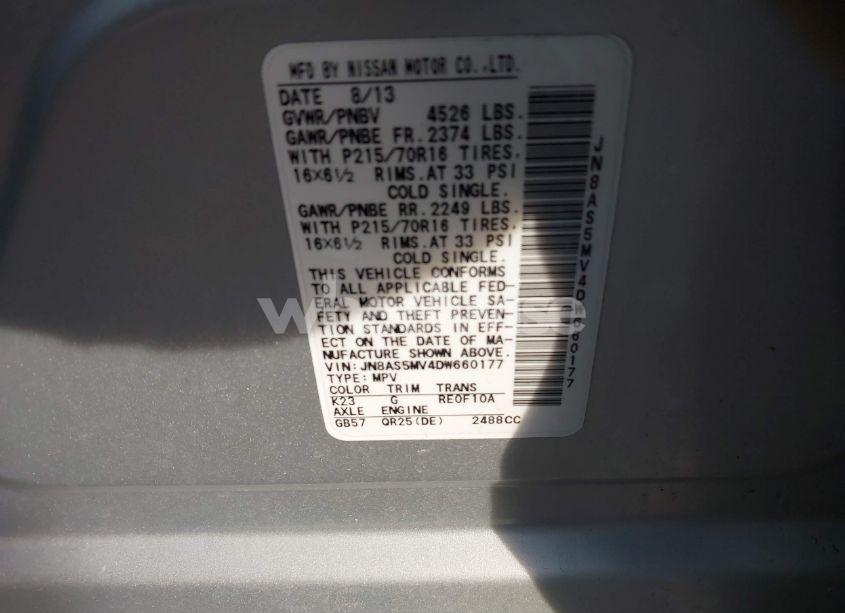 MFD BY NISSAN MOTOR CO.,LTD.
DATE 8/13
GVWR/PNBV 4526 LBS.
GAWR/PNBE FR. 2374 LBS.
WITH P215/70R16 TIRES.
16X6½ RIMS. AT 33 PSI
COLD SINGLE.
GAWR/PNBE RR. 2249 LBS.
WITH P215/70R16 TIRES.
16X6½ RIMS. AT 33 PSI
COLD SINGLE.
THIS VEHICLE CONFORMS
TO ALL APPLICABLE FED-
ERAL MOTOR VEHICLE SA-
FETY AND THEFT PREVEN-
TION STANDARDS IN EFF-
ECT ON THE DATE OF MA-
NUFACTURE SHOWN ABOVE.
VIN: JN8AS5MV4DW660177
TYPE: MPV
COLOR TRIM TRANS
K23 G RE0F10A
AXLE ENGINE
GB57 QR25(DE) 2488CC
JN8AS5MV4DW660177